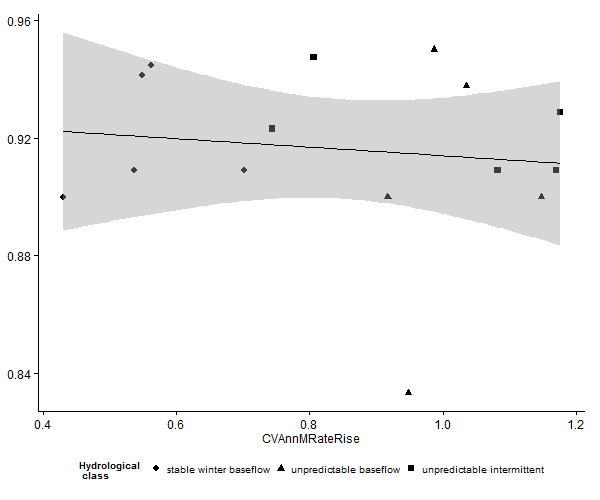 0.96
0.92
0.88
0.84
0.4 0.6 0.8 1.0 1.2
CVAnnMRateRise
Hydrological
class
stable winter baseflow unpredictable baseflow unpredictable intermittent